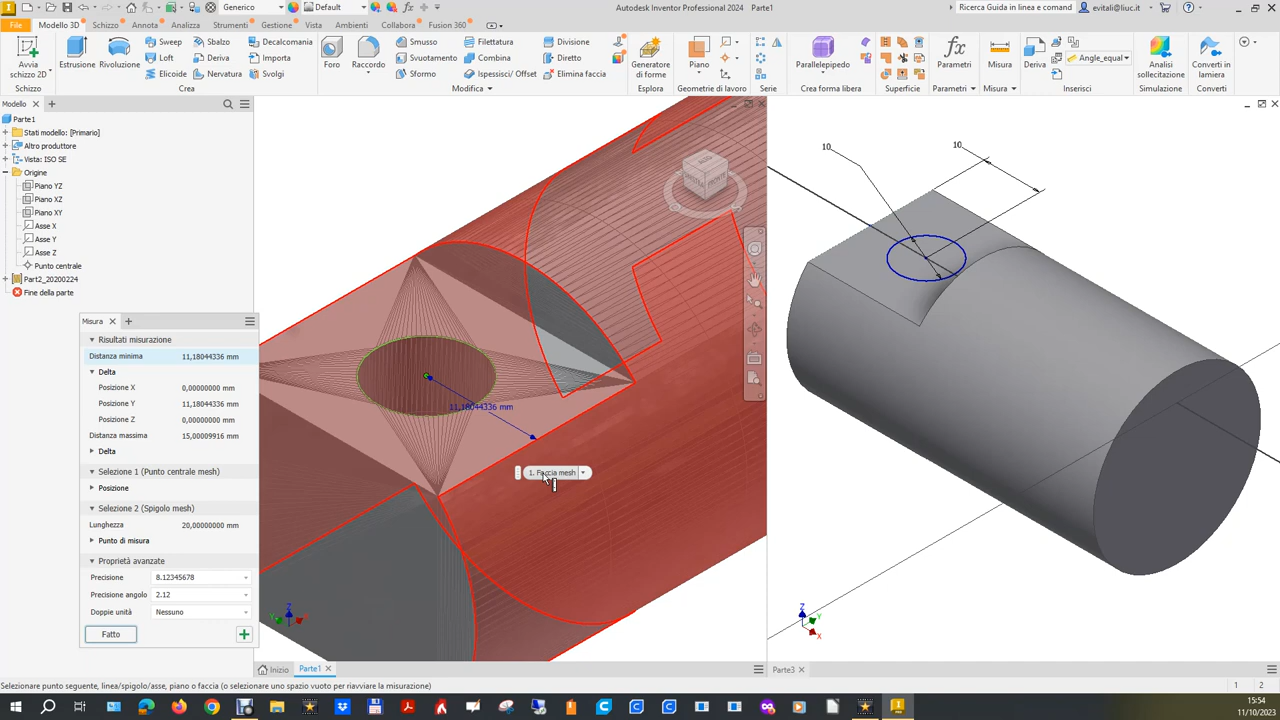 Generico
Default
Autodesk Inventor Professional 2024 Parte1
Ricerca Guida in linea e comand
evitali@liuc.it
File
Modello 3D
Schizzo
Annota
Analizza
Strumenti
Gestione
Vista
Ambienti
Collabora
Fusion 360
Avvia
schizzo 2D
Estrusione
Rivoluzione
Sweep
Loft
Elicoide
Sbalzo
Deriva
Nervatura
Decalcomania
Importa
Svolgi
Foro
Raccordo
Smusso
Svuotamento
Sformo
Filettatura
Combina
Ispessisci/ Offset
Divisione
Diretto
Elimina faccia
Generatore
di forme
Piano
Parallelepipedo
Parametri
Misura
Deriva
Angle_equal
Analisi
sollecitazione
Converti in
lamiera
Schizzo
Crea
Modifica
Esplora
Geometrie di lavoro
Serie
Crea forma libera
Superficie
Parametri
Misura
Inserisci
Simulazione
Converti
Modello
Parte1
Stati modello: [Primario]
Altro produttore
Vista: ISO SE
Origine
Piano YZ
Piano XZ
Piano XY
Asse X
Asse Y
Asse Z
Punto centrale
Part2_20200224
Fine della parte
Misura
Risultati misurazione
Distanza minima 11,18044336 mm
Delta
Posizione X 0,00000000 mm
Posizione Y 11,18044336 mm
Posizione Z 0,00000000 mm
Distanza massima 15,00009916 mm
Delta
Selezione 1 (Punto centrale mesh)
Posizione
Selezione 2 (Spigolo mesh)
Lunghezza 20,00000000 mm
Punto di misura
Proprietà avanzate
Precisione 8.12345678
Precisione angolo 2.12
Doppie unità Nessuno
Fatto
11,18044336 mm
1. Faccia mesh
Z
10
10
Z
Y
X
Inizio
Parte1
Parte3
Selezionare punto seguente, linea/spigolo/asse, piano o faccia (o selezionare uno spazio vuoto per riavviare la misurazione)
1
2
15:54
11/10/2023